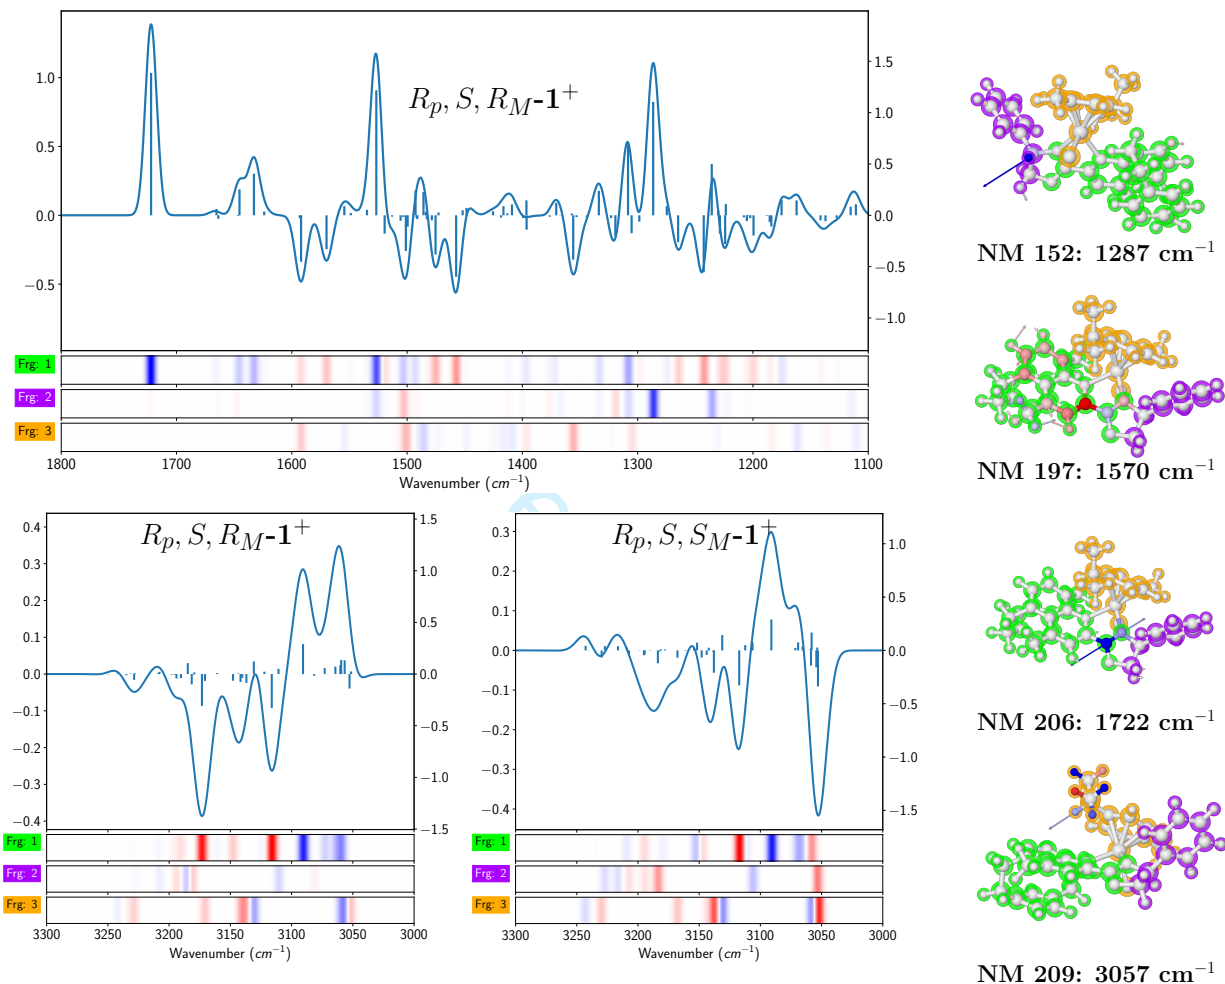 R_p, S, R_M-1^+
1.0
0.5
0.0
−0.5
1.5
1.0
0.5
0.0
−0.5
−1.0
Frg: 1
Frg: 2
Frg: 3
1800 1700 1600 1500 1400 1300 1200 1100
Wavenumber (cm^−1)
NM 152: 1287 cm^−1
NM 197: 1570 cm^−1
NM 206: 1722 cm^−1
NM 209: 3057 cm^−1
R_p, S, R_M-1^+
0.4
0.3
0.2
0.1
0.0
−0.1
−0.2
−0.3
−0.4
1.5
1.0
0.5
0.0
−0.5
−1.0
−1.5
Frg: 1
Frg: 2
Frg: 3
3300 3250 3200 3150 3100 3050 3000
Wavenumber (cm^−1)
R_p, S, S_M-1^+
0.3
0.2
0.1
0.0
−0.1
−0.2
−0.3
−0.4
1.0
0.5
0.0
−0.5
−1.0
−1.5
Frg: 1
Frg: 2
Frg: 3
3300 3250 3200 3150 3100 3050 3000
Wavenumber (cm^−1)